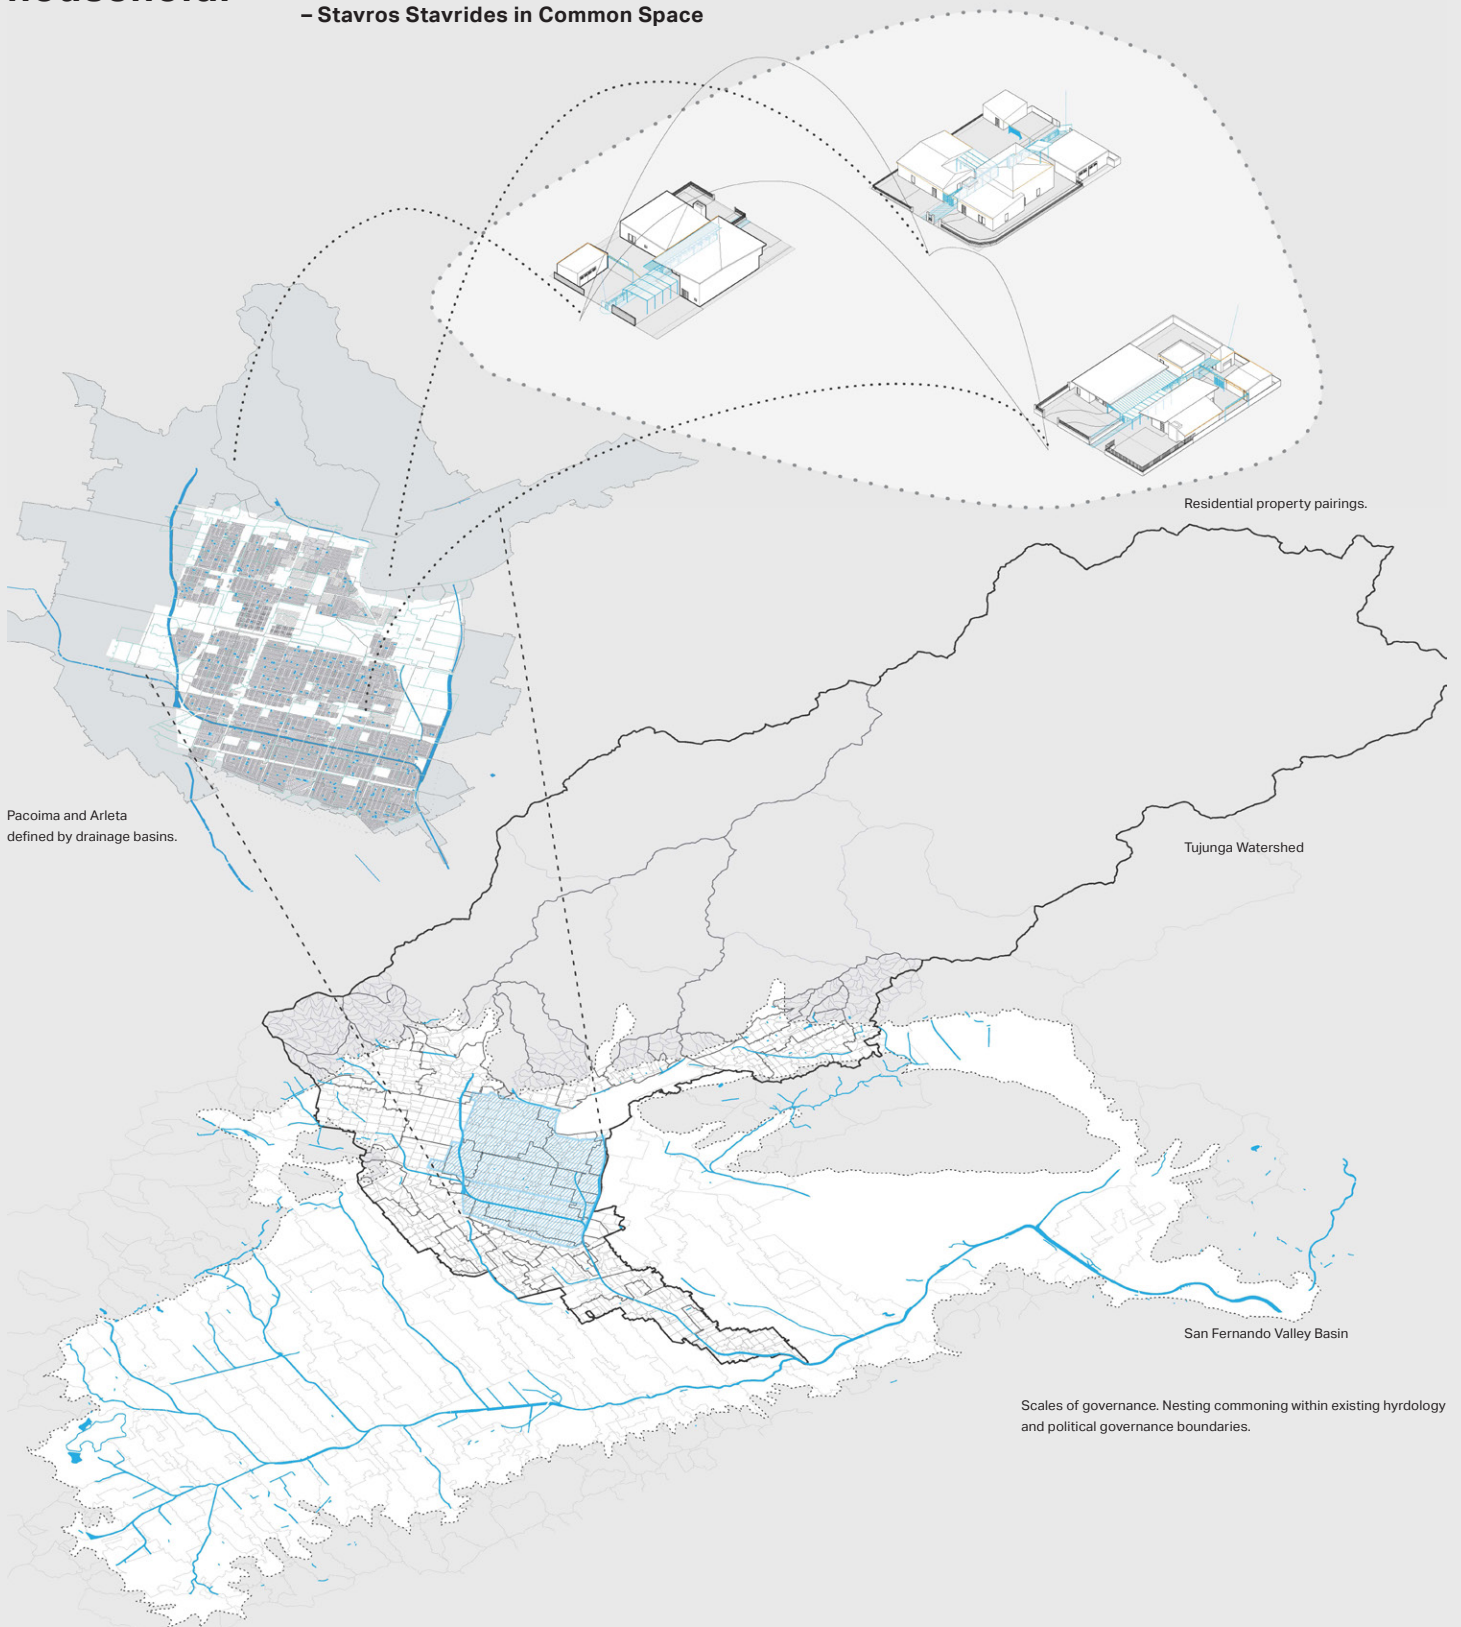 – Stavros Stavrides in Common Space
Residential property pairings.
Pacoima and Arleta
defined by drainage basins.
Tujunga Watershed
San Fernando Valley Basin
Scales of governance. Nesting commoning within existing hyrdology
and political governance boundaries.